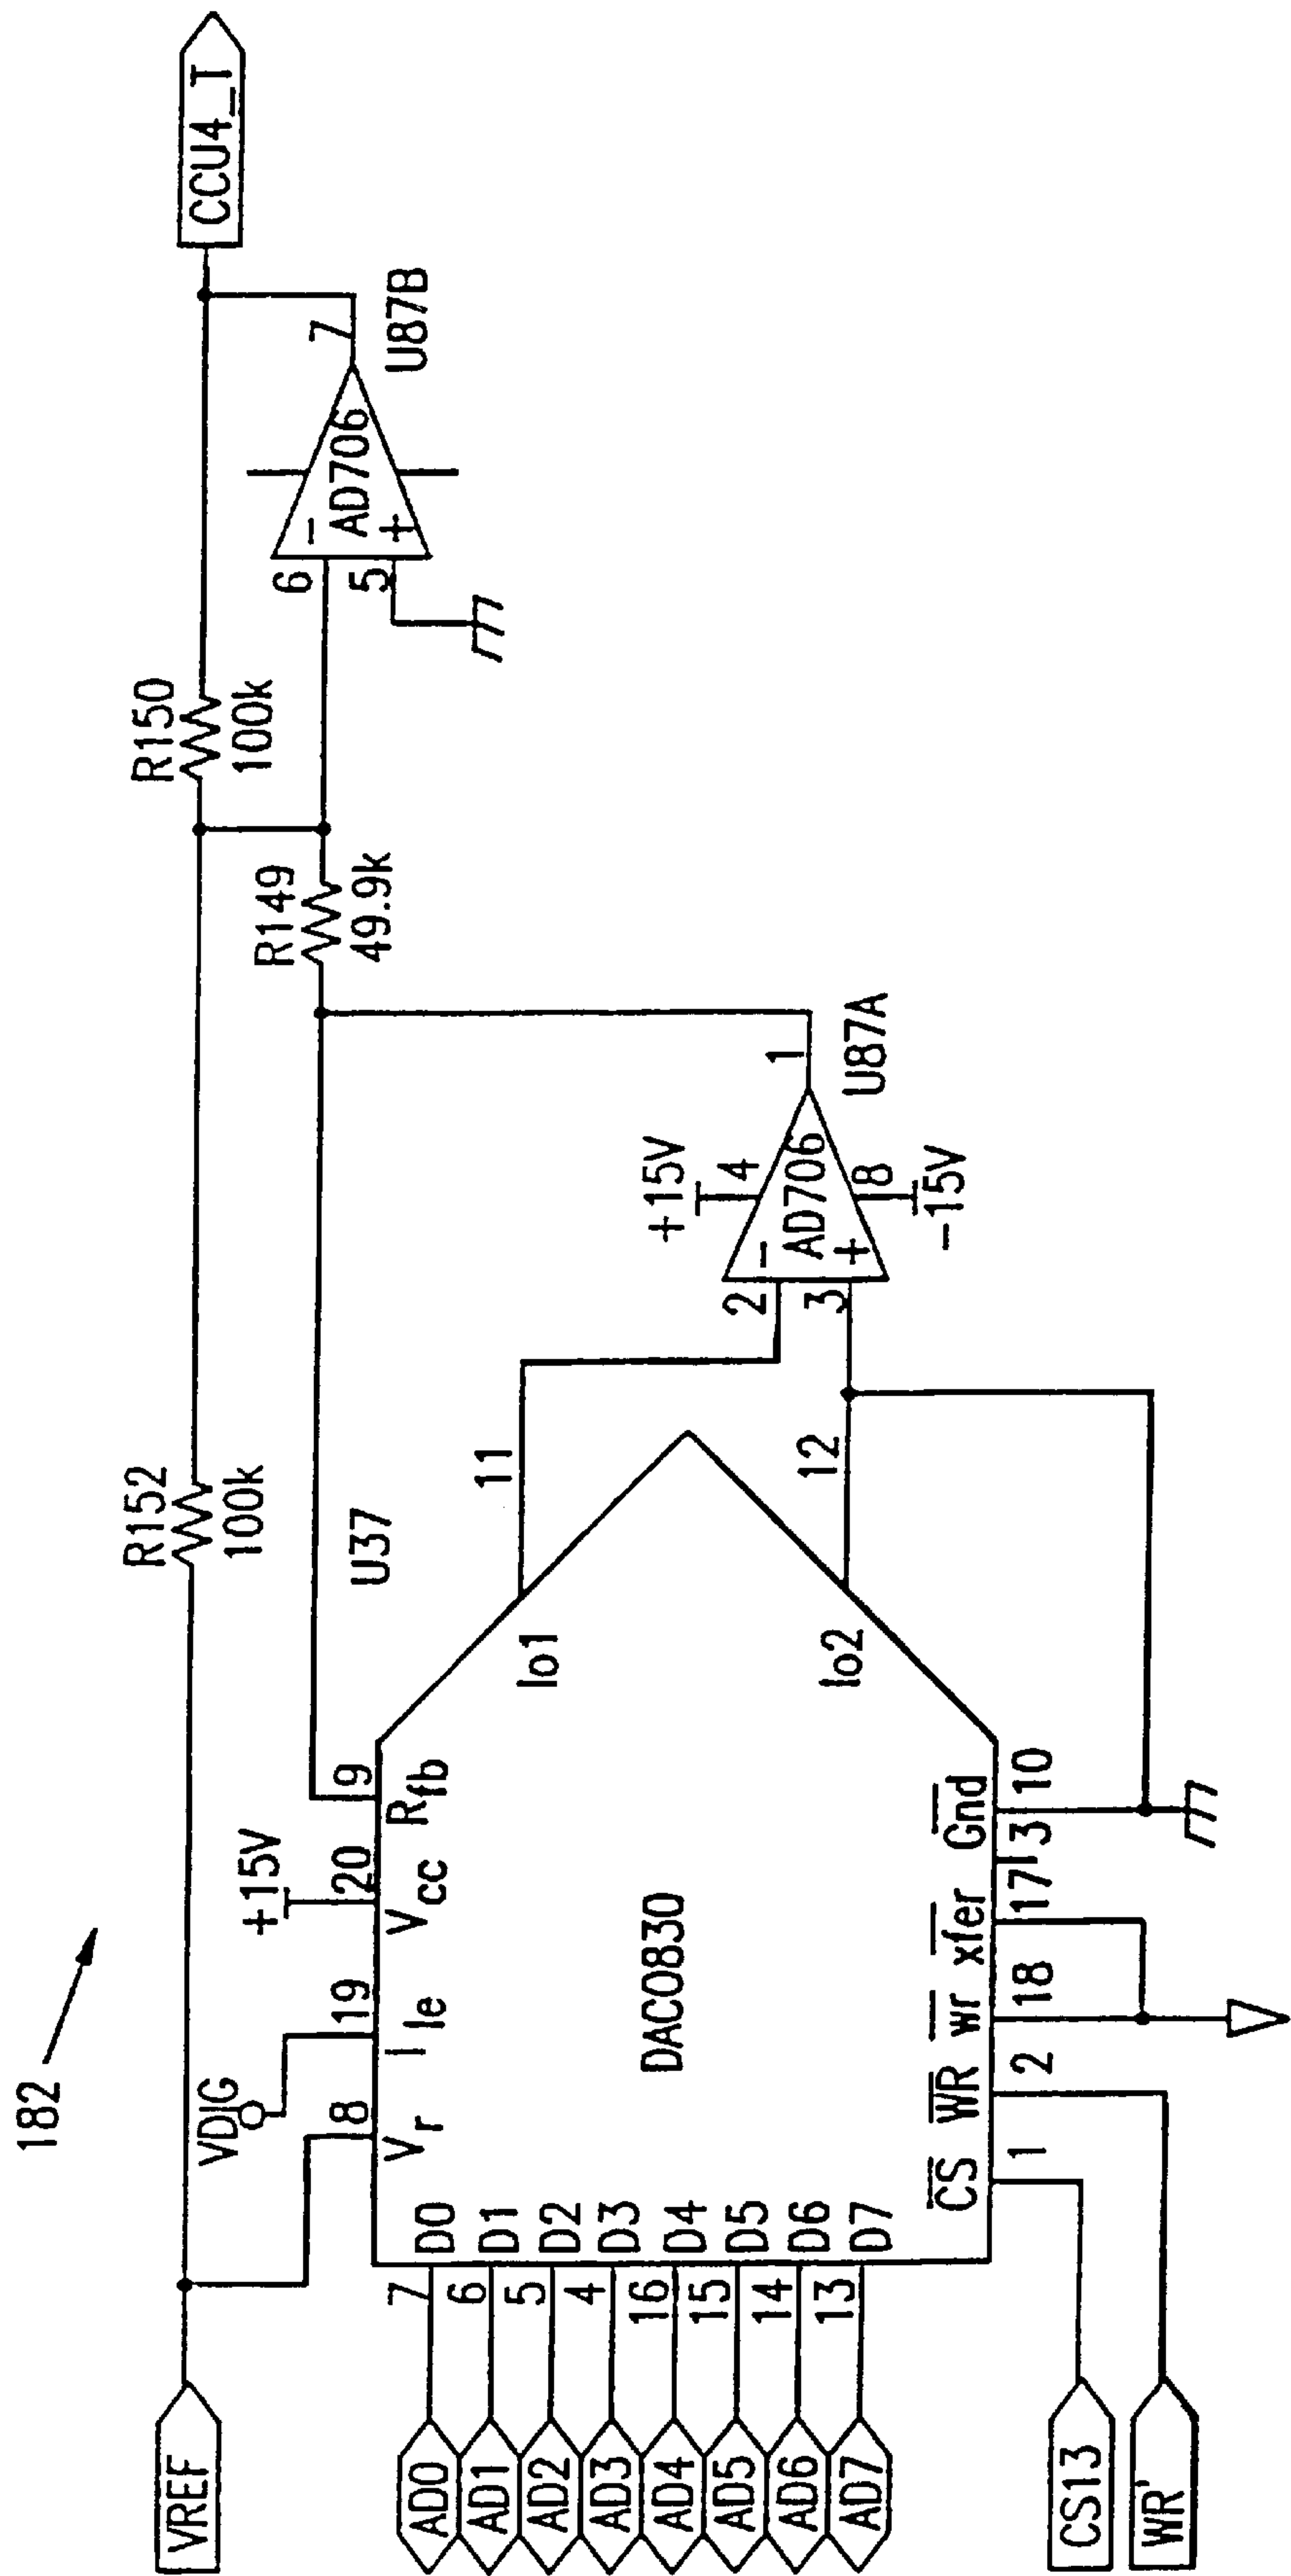 182
VREF
R152
100k
R150
100k
CCU4_T
VDIG
+15V
R149
49.9k
6
5
-
+
AD706
7
U87B
8
19
20
9
Vr
Ile
Vcc
Rfb
U37
AD0
7
D0
AD1
6
D1
AD2
5
D2
AD3
4
D3
AD4
16
D4
AD5
15
D5
AD6
14
D6
AD7
13
D7
DAC0830
Io1
11
Io2
12
+15V
4
2
3
-
+
AD706
8
-15V
1
U87A
CS
WR
wr
xfer
Gnd
1
2
18
17
3
10
CS13
WR'